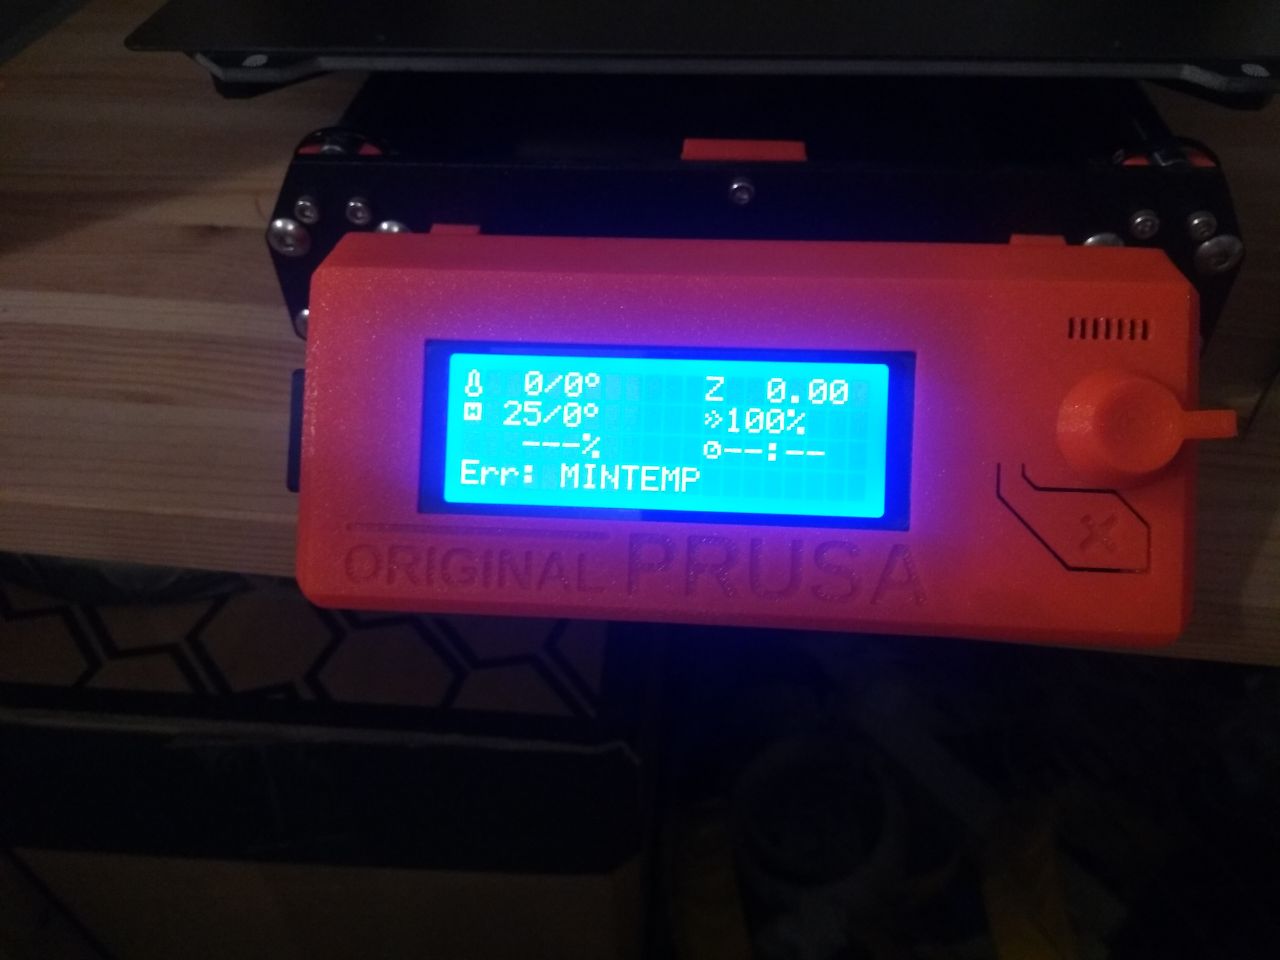 0/0° Z 0.00
25/0° »100%
---% --:--
Err: MINTEMP
ORIGINAL PRUSA